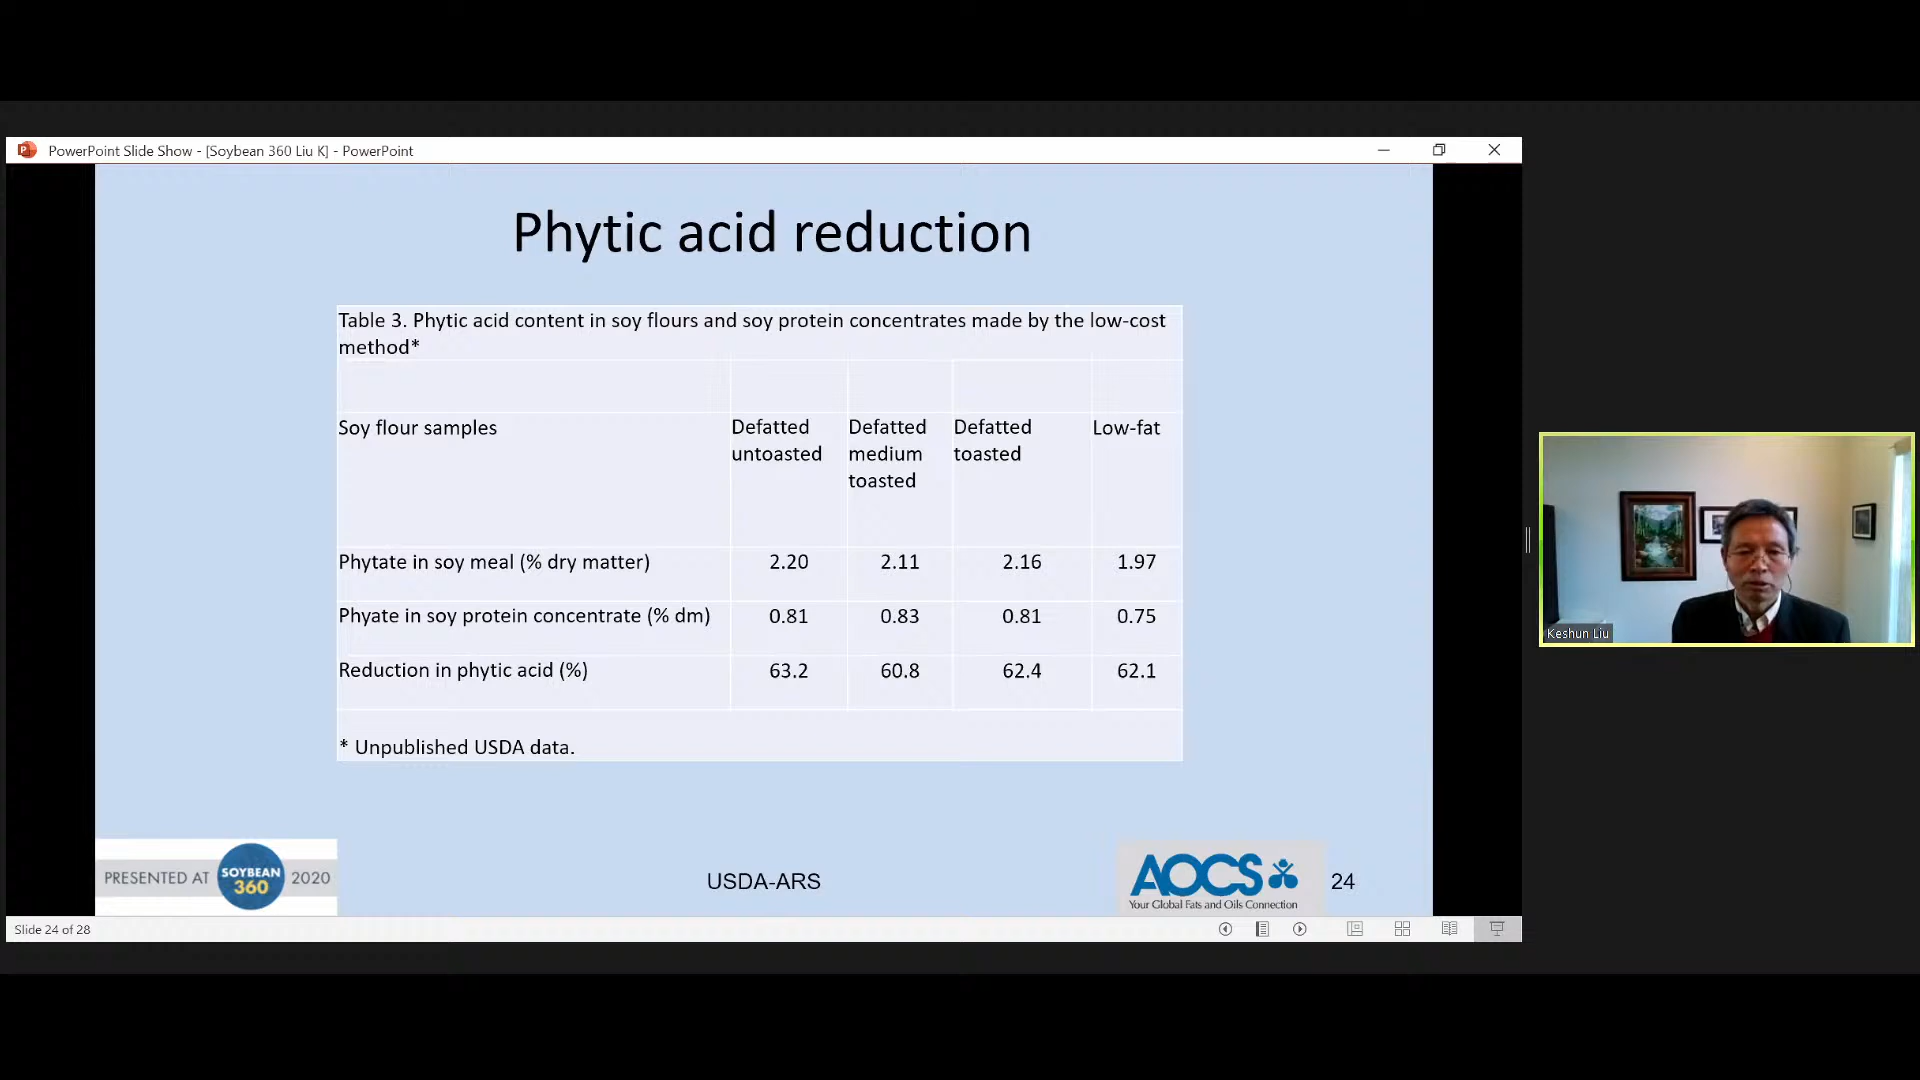 PowerPoint Slide Show - [Soybean 360 Liu K] - PowerPoint
Phytic acid reduction
Table 3. Phytic acid content in soy flours and soy protein concentrates made by the low-cost
method*
Soy flour samples
Defatted
untoasted
Defatted
medium
toasted
Defatted
toasted
Low-fat
Phytate in soy meal (% dry matter) 2.20 2.11 2.16 1.97
Phyate in soy protein concentrate (% dm) 0.81 0.83 0.81 0.75
Reduction in phytic acid (%) 63.2 60.8 62.4 62.1
* Unpublished USDA data.
PRESENTED AT SOYBEAN 360 2020
USDA-ARS
AOCS
Your Global Fats and Oils Connection
24
Slide 24 of 28
Keshun Liu